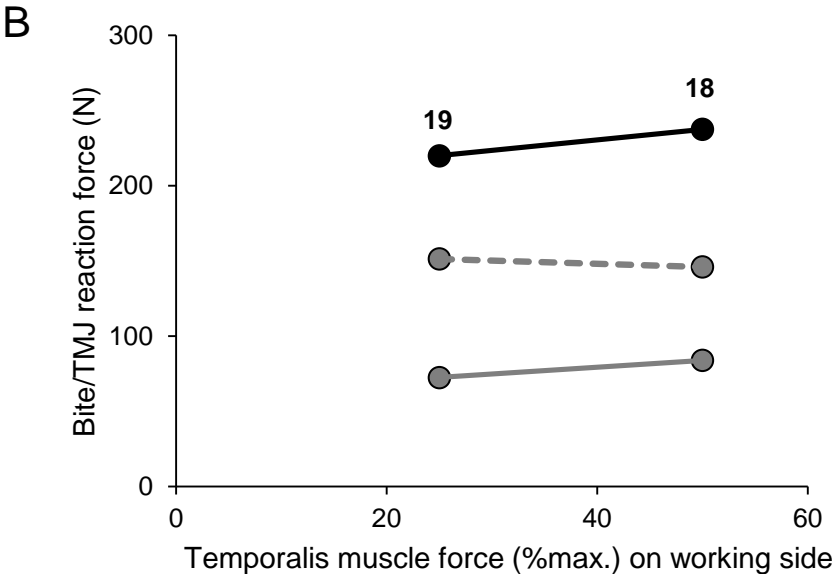 B
300
200
100
0
Bite/TMJ reaction force (N)
19
18
0 20 40 60
Temporalis muscle force (%max.) on working side